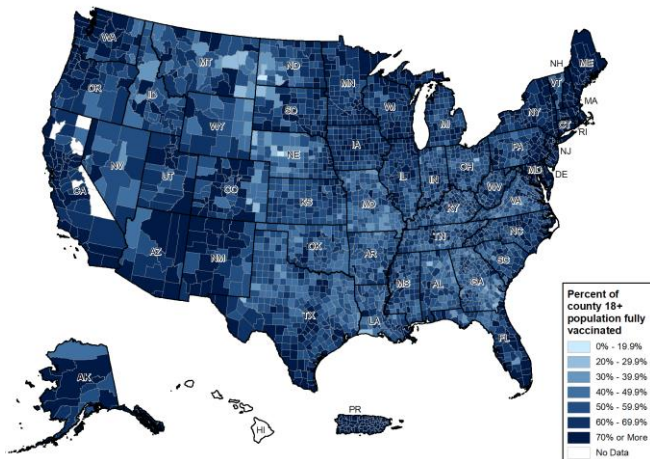 WA
MT
ND
MN
ME
NH
VT
OR
ID
SD
WI
NY
MA
WY
MI
CT
RI
IA
PA
NJ
NE
OH
NV
UT
IL
IN
MD
DE
CO
WV
CA
KS
MO
VA
KY
NC
TN
AZ
NM
OK
AR
SC
MS
AL
GA
TX
LA
FL
AK
HI
PR
Percent of
county 18+
population fully
vaccinated
0% - 19.9%
20% - 29.9%
30% - 39.9%
40% - 49.9%
50% - 59.9%
60% - 69.9%
70% or More
No Data